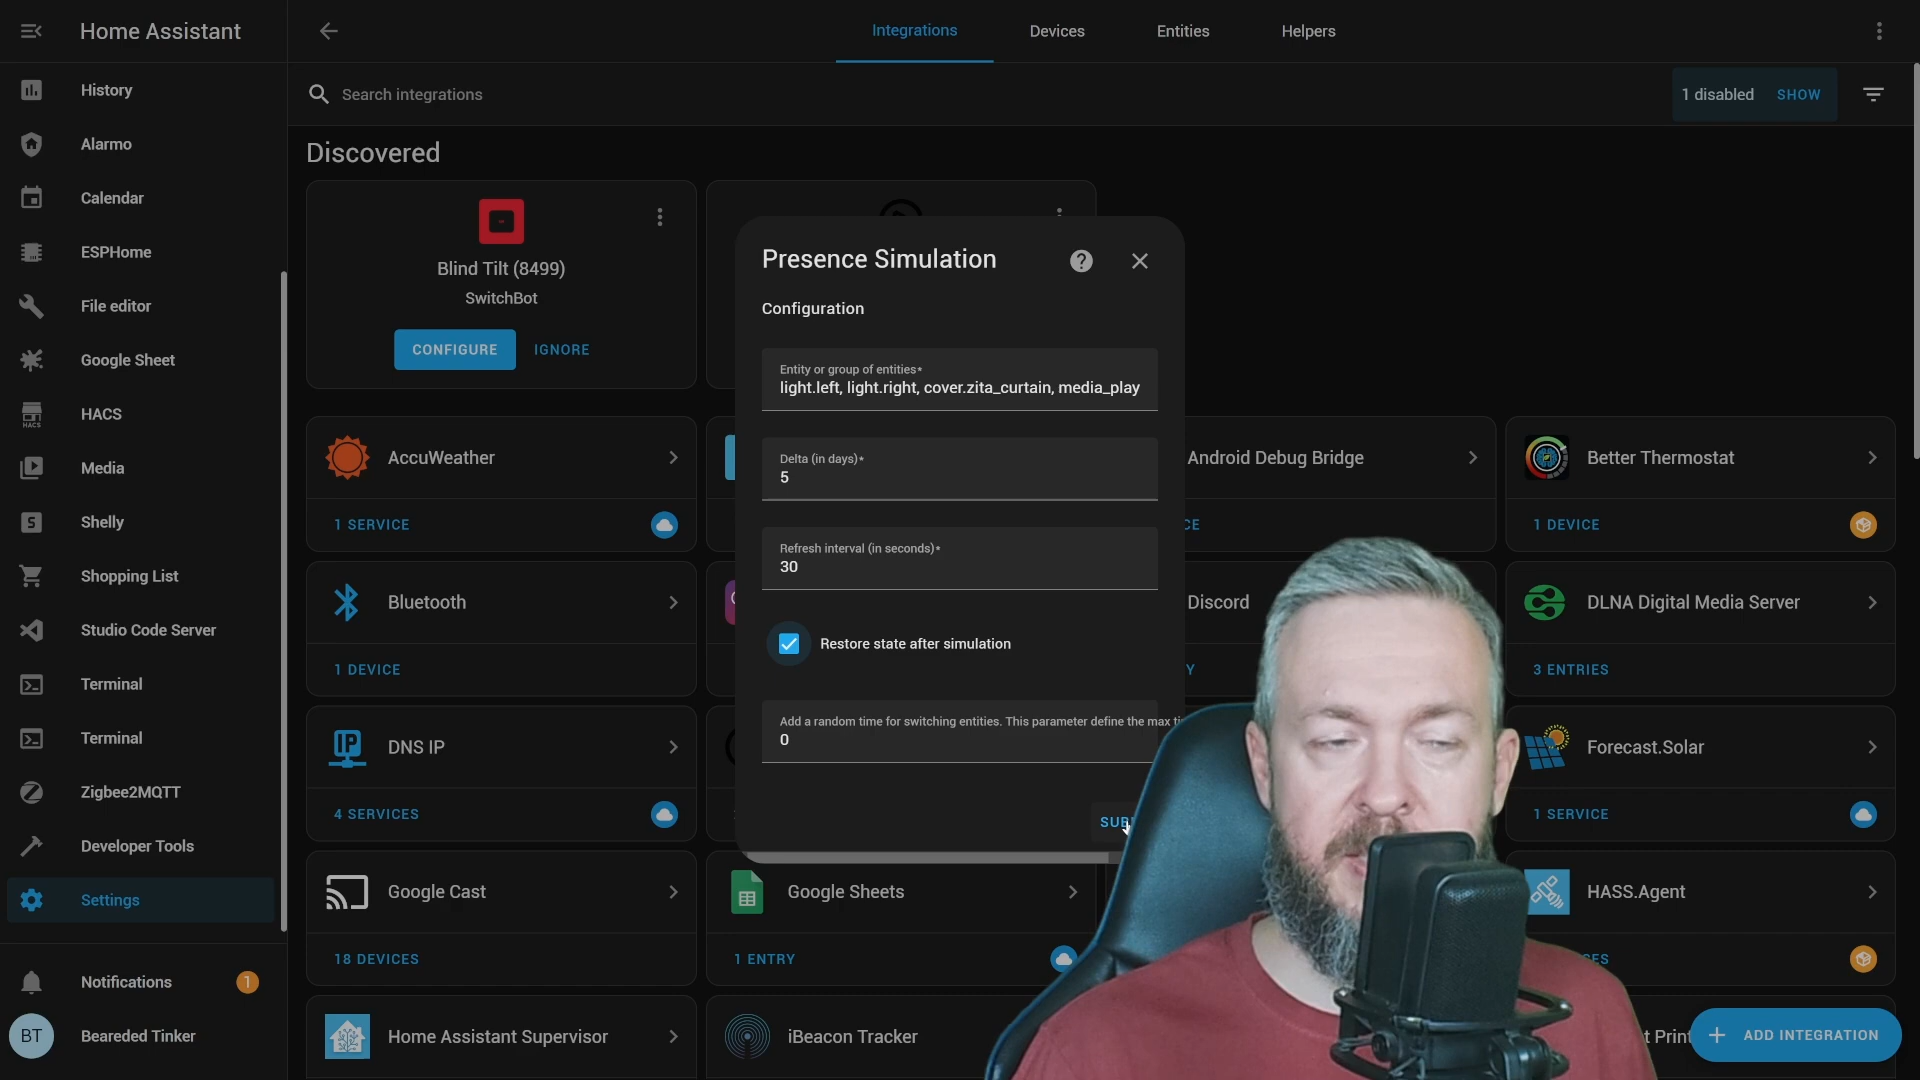 Home Assistant
Integrations
Devices
Entities
Helpers
History
Search integrations
1 disabled
SHOW
Alarmo
Discovered
Calendar
ESPHome
File editor
Google Sheet
HACS
HACS
Media
Shelly
Shopping List
Studio Code Server
Terminal
Terminal
Zigbee2MQTT
Developer Tools
Settings
Notifications
1
BT
Beareded Tinker
Blind Tilt (8499)
SwitchBot
CONFIGURE
IGNORE
Presence Simulation
Configuration
Entity or group of entities*
light.left, light.right, cover.zita_curtain, media_play
Delta (in days)*
5
Refresh interval (in seconds)*
30
Restore state after simulation
Add a random time for switching entities. This parameter define the max
0
AccuWeather
1 SERVICE
Android Debug Bridge
Better Thermostat
1 DEVICE
Bluetooth
1 DEVICE
Discord
DLNA Digital Media Server
3 ENTRIES
DNS IP
4 SERVICES
Forecast.Solar
1 SERVICE
Google Cast
18 DEVICES
Google Sheets
1 ENTRY
HASS.Agent
Home Assistant Supervisor
iBeacon Tracker
ADD INTEGRATION